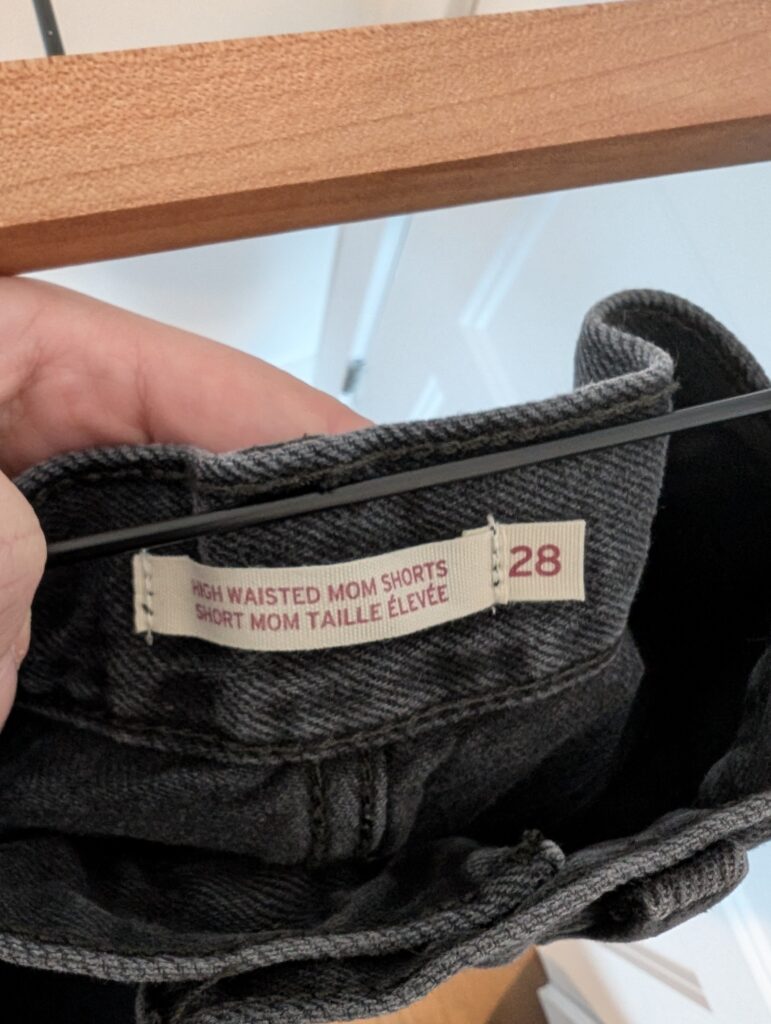 HIGH WAISTED MOM SHORTS
SHORT MOM TAILLE ÉLEVÉE
28